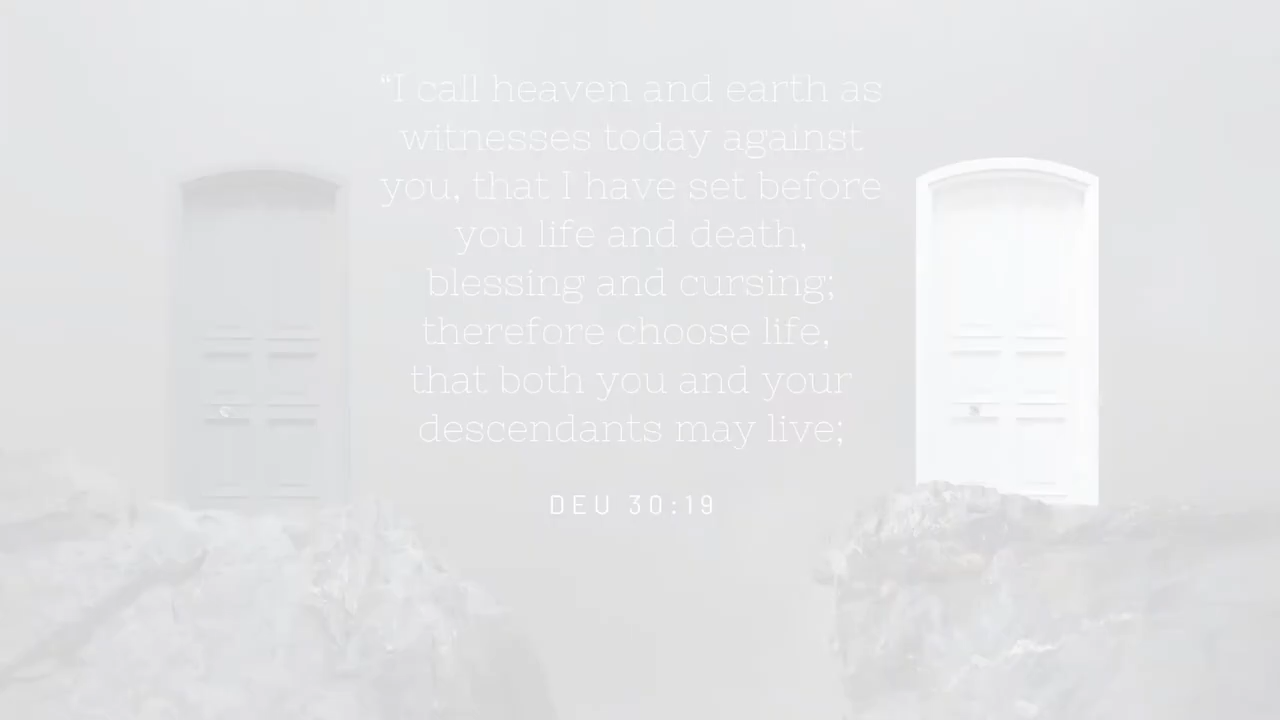 “I call heaven and earth as
witnesses today against
you, that I have set before
you life and death,
blessing and cursing;
therefore choose life,
that both you and your
descendants may live;
DEU 30:19